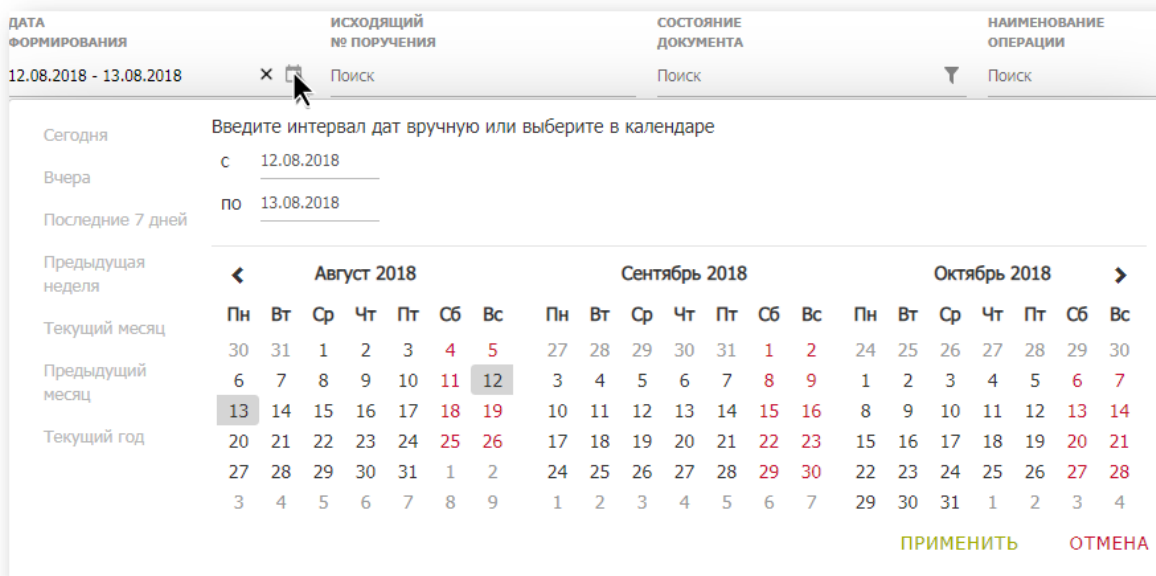 ДАТА ФОРМИРОВАНИЯ
ИСХОДЯЩИЙ № ПОРУЧЕНИЯ
СОСТОЯНИЕ ДОКУМЕНТА
НАИМЕНОВАНИЕ ОПЕРАЦИИ
12.08.2018 - 13.08.2018 Поиск Поиск Поиск
Сегодня
Вчера
Последние 7 дней
Предыдущая
неделя
Текущий месяц
Предыдущий
месяц
Текущий год
Введите интервал дат вручную или выберите в календаре
с 12.08.2018
по 13.08.2018
Август 2018
Пн Вт Ср Чт Пт Сб Вс
30 31 1 2 3 4 5
6 7 8 9 10 11 12
13 14 15 16 17 18 19
20 21 22 23 24 25 26
27 28 29 30 31 1 2
3 4 5 6 7 8 9
Сентябрь 2018
Пн Вт Ср Чт Пт Сб Вс
27 28 29 30 31 1 2
3 4 5 6 7 8 9
10 11 12 13 14 15 16
17 18 19 20 21 22 23
24 25 26 27 28 29 30
1 2 3 4 5 6 7
Октябрь 2018
Пн Вт Ср Чт Пт Сб Вс
24 25 26 27 28 29 30
1 2 3 4 5 6 7
8 9 10 11 12 13 14
15 16 17 18 19 20 21
22 23 24 25 26 27 28
29 30 31 1 2 3 4
ПРИМЕНИТЬ ОТМЕНА